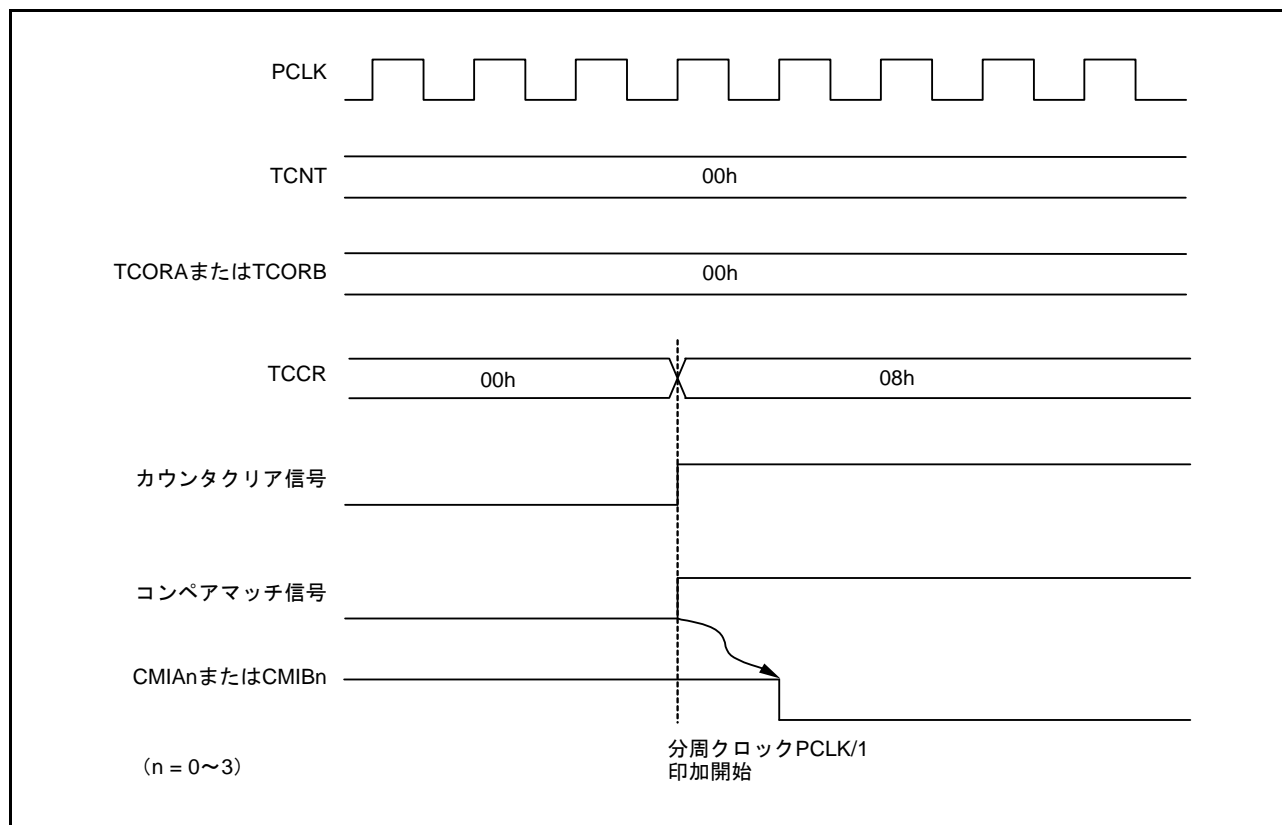 PCLK
TCNT
00h
TCORAまたはTCORB
00h
TCCR
00h
08h
カウンタクリア信号
コンペアマッチ信号
CMIAnまたはCMIBn
分周クロックPCLK/1
印加開始
（n = 0～3）